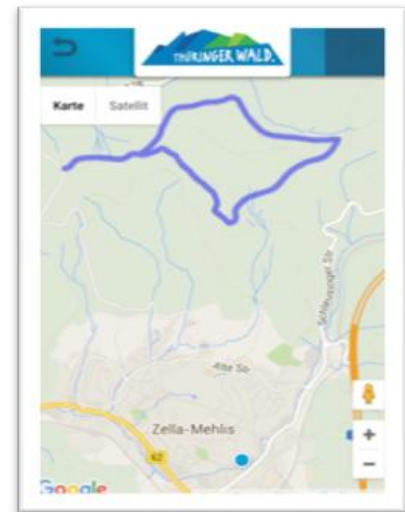 THÜRINGER WALD.
Karte Satellit
Schleusinger Str
Alte Str
Zella-Mehlis
62
+
−
Google